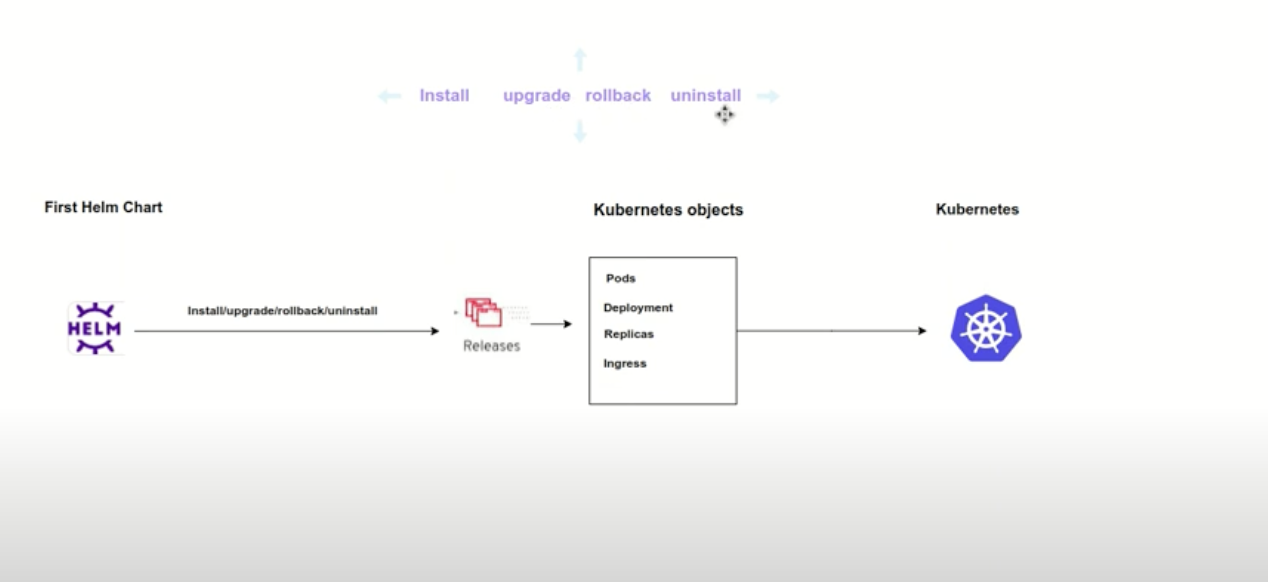 Install upgrade rollback uninstall
First Helm Chart
Kubernetes objects
Kubernetes
Pods
Install/upgrade/rollback/uninstall
Deployment
HELM
Replicas
Releases
Ingress